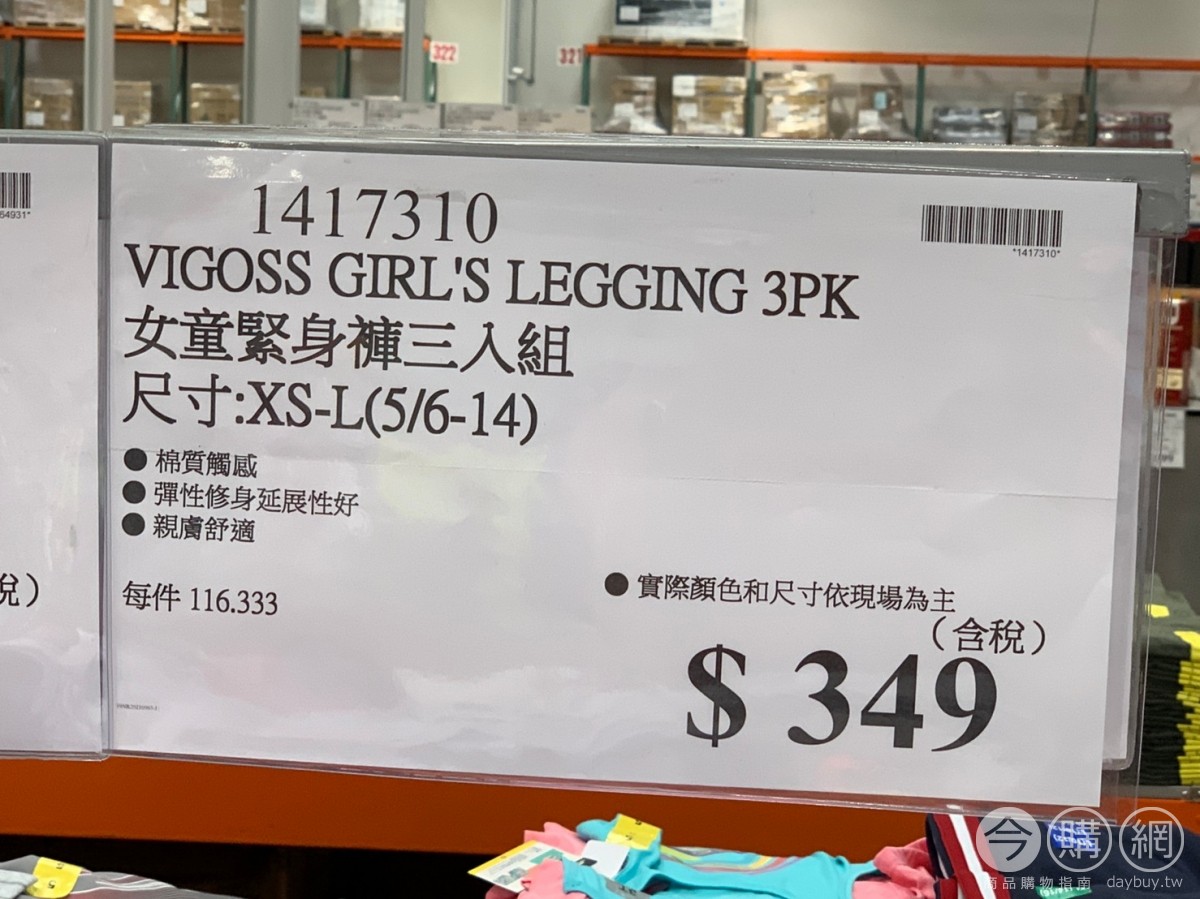 322
321
64931*
1417310
*1417310*
VIGOSS GIRL'S LEGGING 3PK
女童緊身褲三入組
尺寸:XS-L(5/6-14)
● 棉質觸感
● 彈性修身延展性好
● 親膚舒適
稅）
每件 116.333
● 實際顏色和尺寸依現場為主
（含稅）
$ 349
今購網
商品購物指南 daybuy.tw